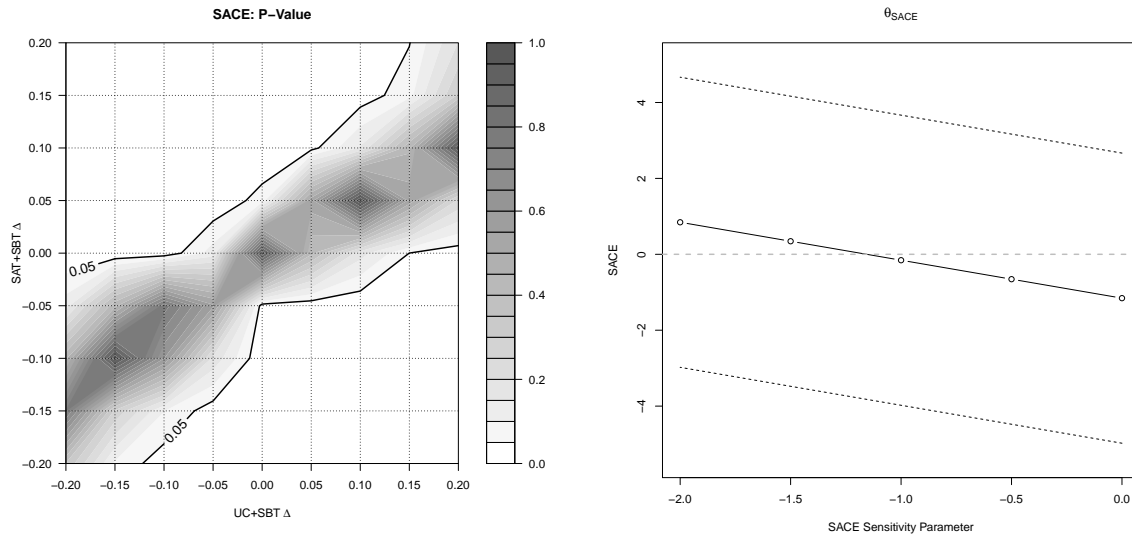 SACE: P−Value
0.20
0.15
0.10
0.05
0.00
−0.05
−0.10
−0.15
−0.20
SAT+SBT Δ
0.05
0.05
−0.20 −0.15 −0.10 −0.05 0.00 0.05 0.10 0.15 0.20
UC+SBT Δ
1.0
0.8
0.6
0.4
0.2
0.0
θSACE
4
2
0
−2
−4
SACE
−2.0 −1.5 −1.0 −0.5 0.0
SACE Sensitivity Parameter